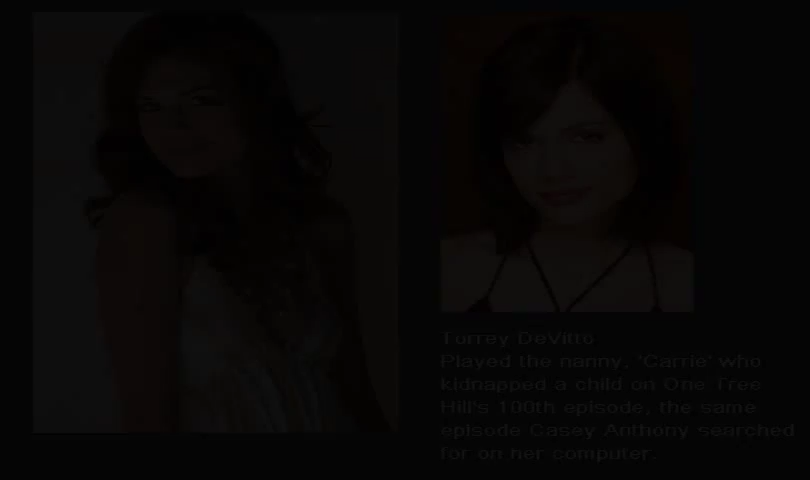 Torrey DeVitto
Played the nanny, 'Carrie' who
kidnapped a child on One Tree
Hill's 100th episode, the same
episode Casey Anthony searched
for on her computer.